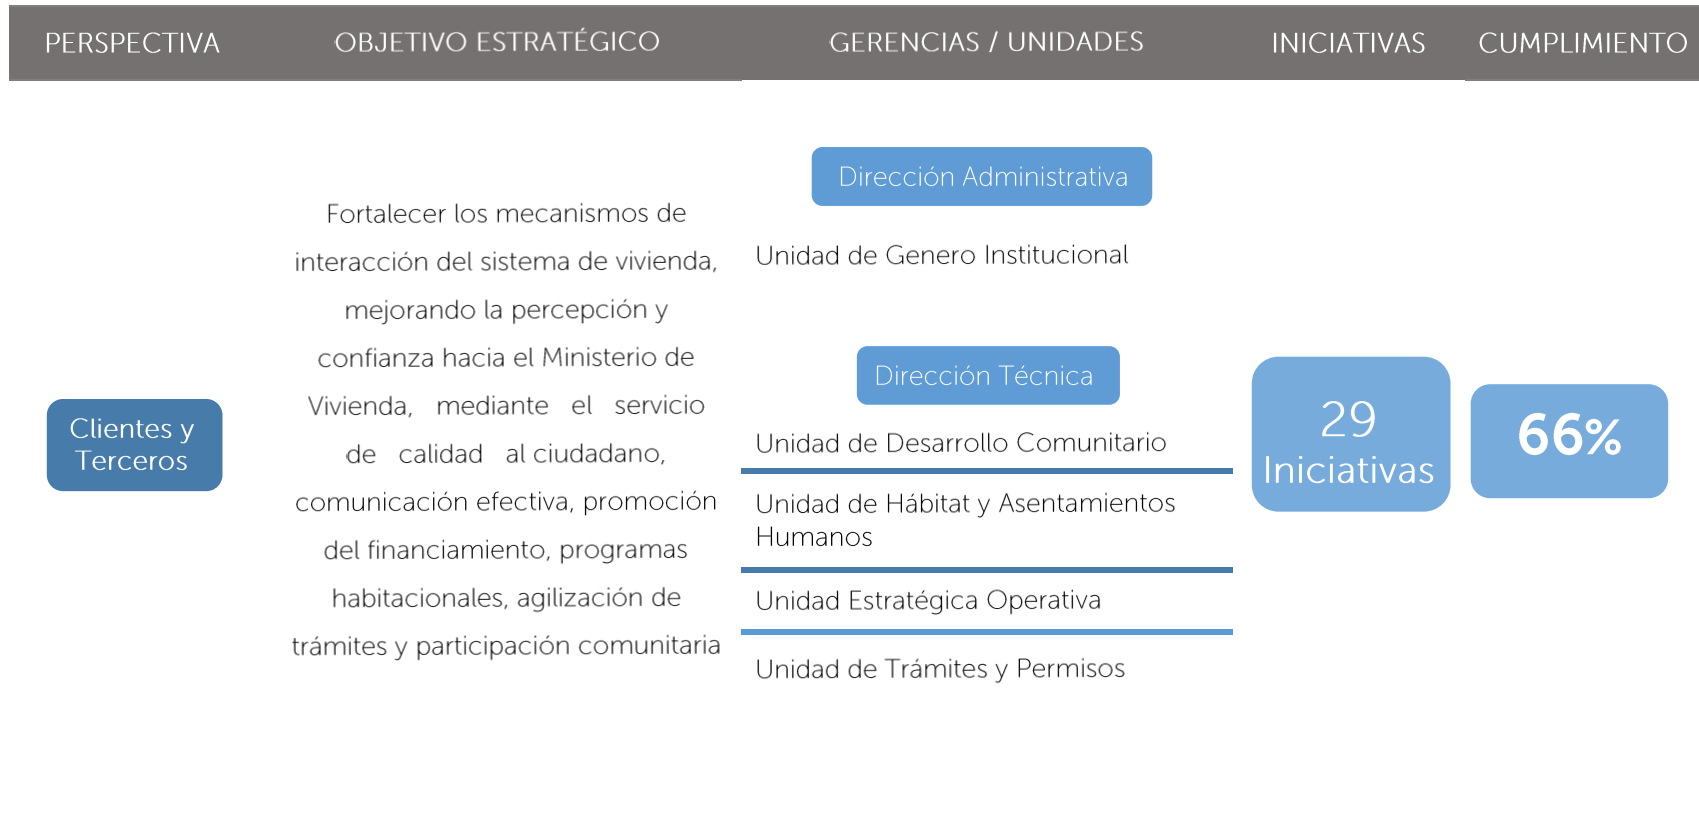 PERSPECTIVA
OBJETIVO ESTRATÉGICO
GERENCIAS / UNIDADES
INICIATIVAS
CUMPLIMIENTO
Clientes y
Terceros
Fortalecer los mecanismos de
interacción del sistema de vivienda,
mejorando la percepción y
confianza hacia el Ministerio de
Vivienda, mediante el servicio
de calidad al ciudadano,
comunicación efectiva, promoción
del financiamiento, programas
habitacionales, agilización de
trámites y participación comunitaria
Dirección Administrativa
Unidad de Genero Institucional
Dirección Técnica
Unidad de Desarrollo Comunitario
Unidad de Hábitat y Asentamientos
Humanos
Unidad Estratégica Operativa
Unidad de Trámites y Permisos
29
Iniciativas
66%